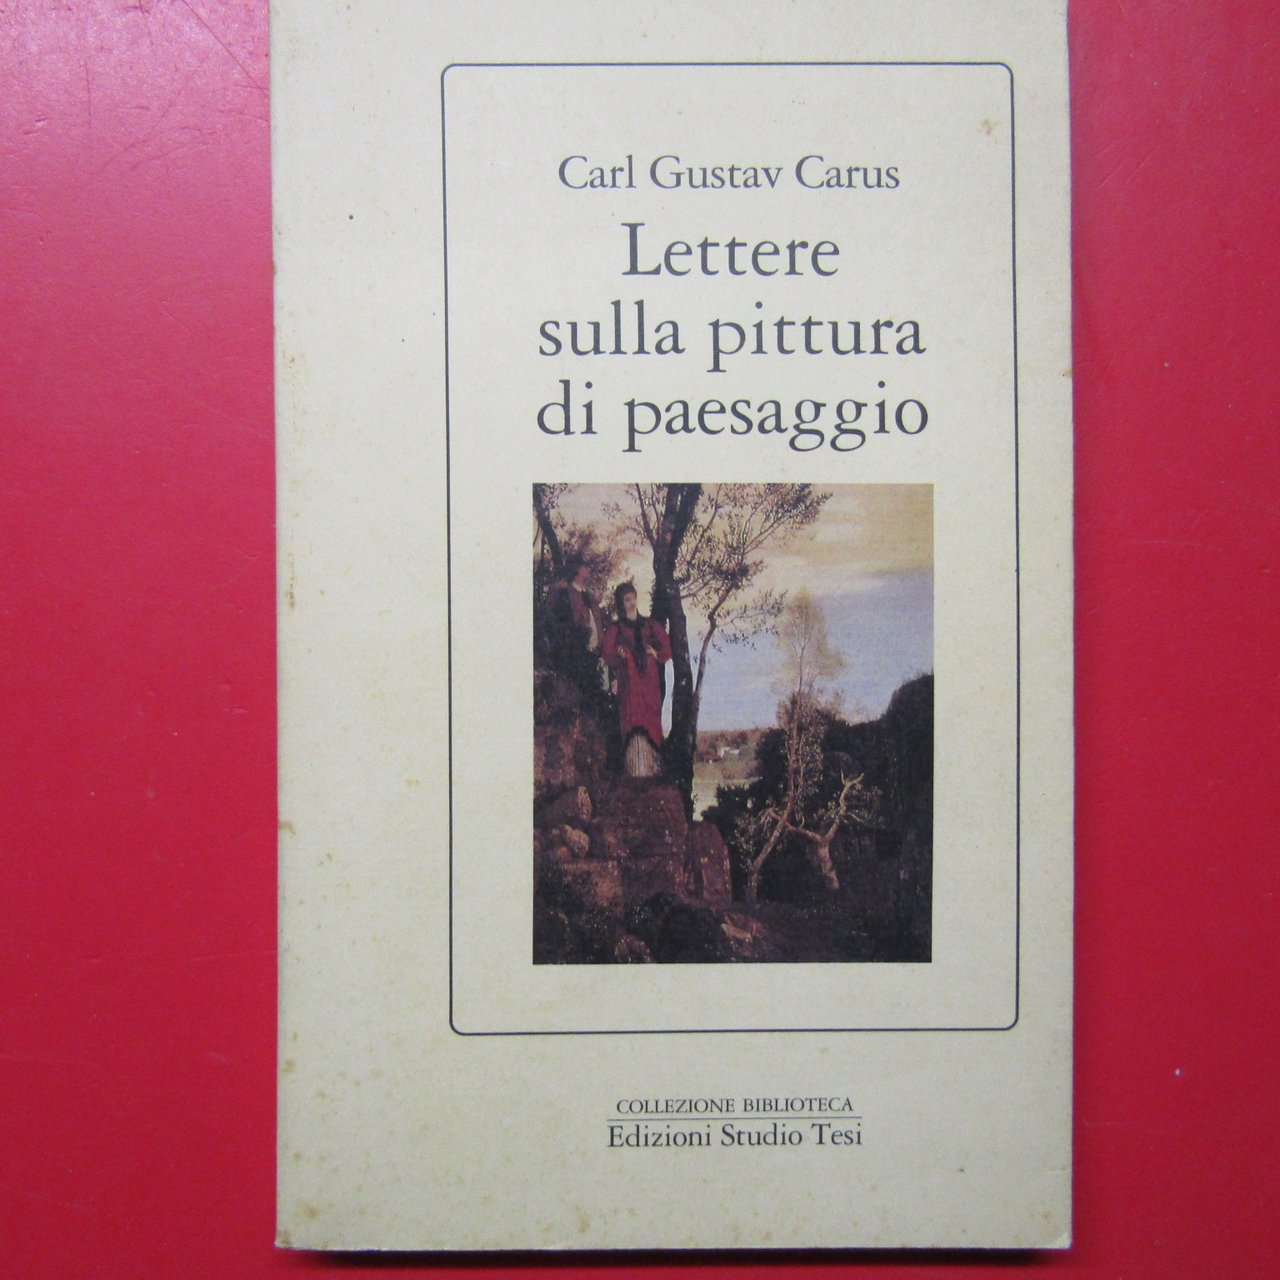 Carl Gustav Carus
Lettere
sulla pittura
di paesaggio
COLLEZIONE BIBLIOTECA
Edizioni Studio Tesi